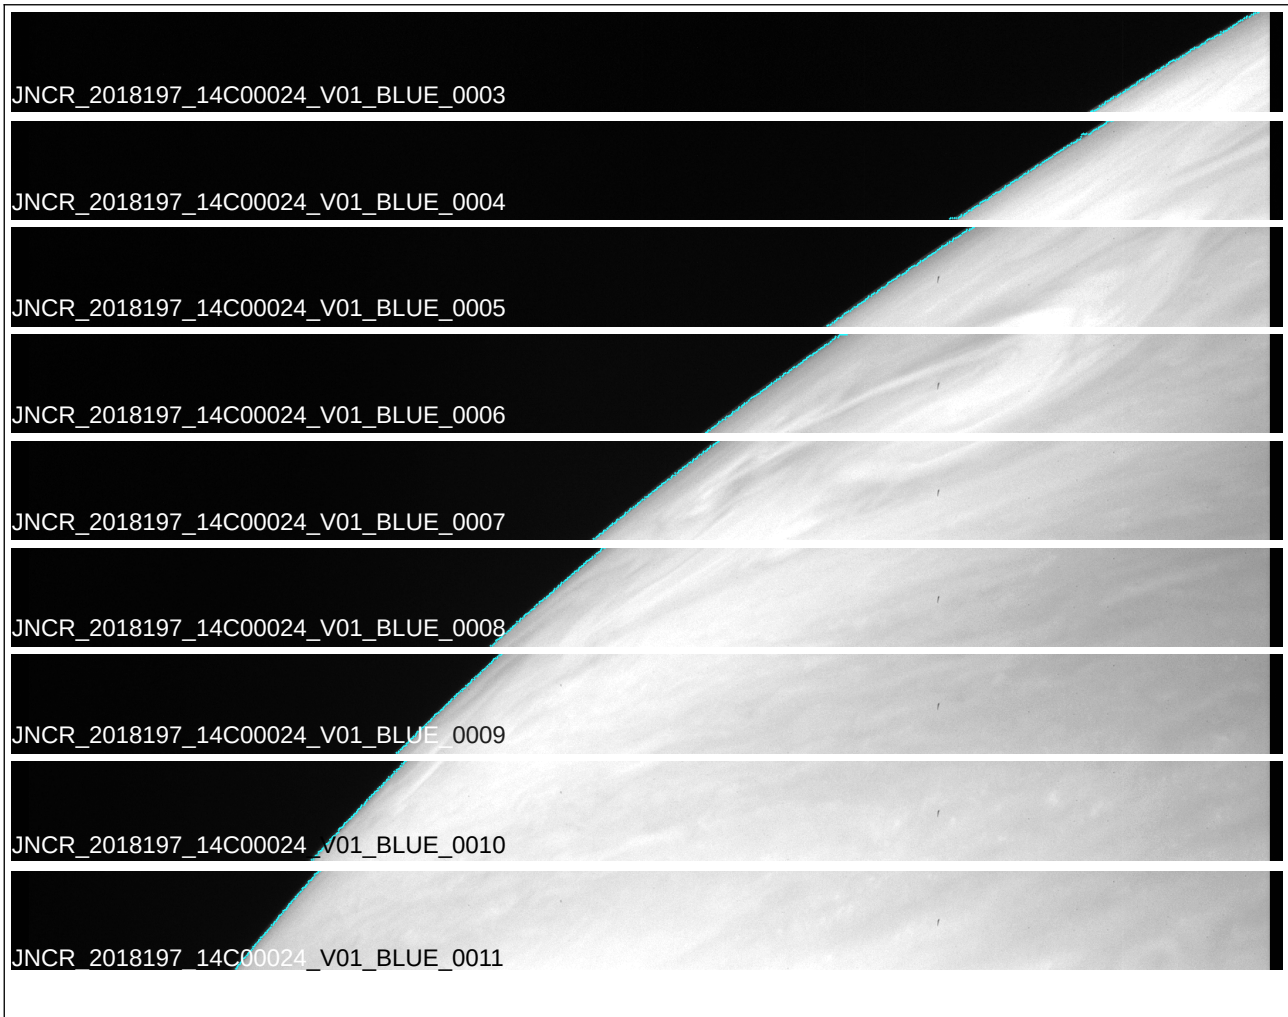 JNCR_2018197_14C00024_V01_BLUE_0003
JNCR_2018197_14C00024_V01_BLUE_0004
JNCR_2018197_14C00024_V01_BLUE_0005
JNCR_2018197_14C00024_V01_BLUE_0006
JNCR_2018197_14C00024_V01_BLUE_0007
JNCR_2018197_14C00024_V01_BLUE_0008
JNCR_2018197_14C00024_V01_BLUE_0009
JNCR_2018197_14C00024_V01_BLUE_0010
JNCR_2018197_14C00024_V01_BLUE_0011